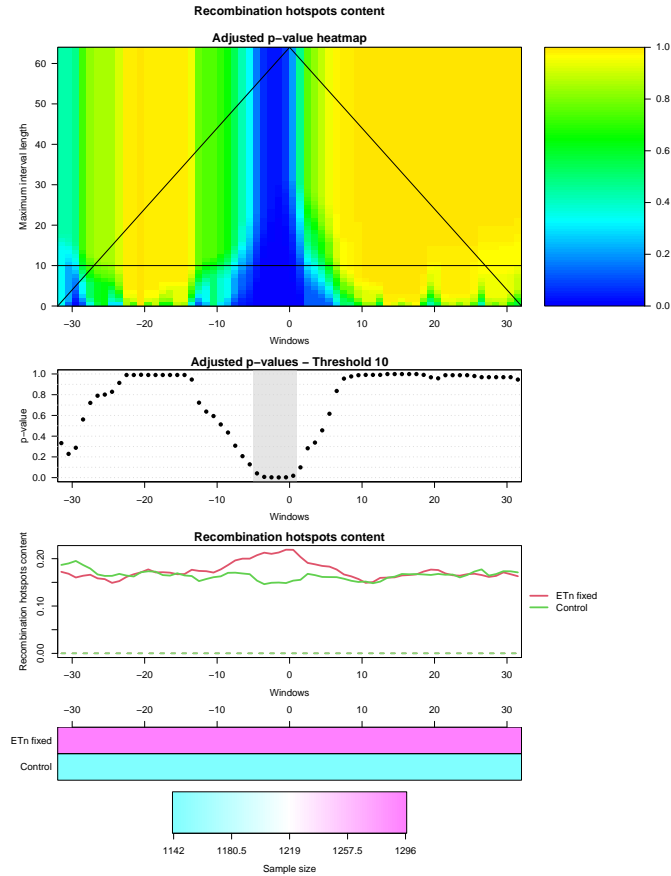 Recombination hotspots content
Adjusted p-value heatmap
Maximum interval length
60
50
40
30
20
10
0
−30 −20 −10 0 10 20 30
Windows
1.0
0.8
0.6
0.4
0.2
0.0
Adjusted p-values − Threshold 10
p-value
1.0
0.8
0.6
0.4
0.2
0.0
−30 −20 −10 0 10 20 30
Windows
Recombination hotspots content
Recombination hotspots content
0.20
0.10
0.00
−30 −20 −10 0 10 20 30
Windows
ETn fixed
Control
−30 −20 −10 0 10 20 30
ETn fixed
Control
1142 1180.5 1219 1257.5 1296
Sample size